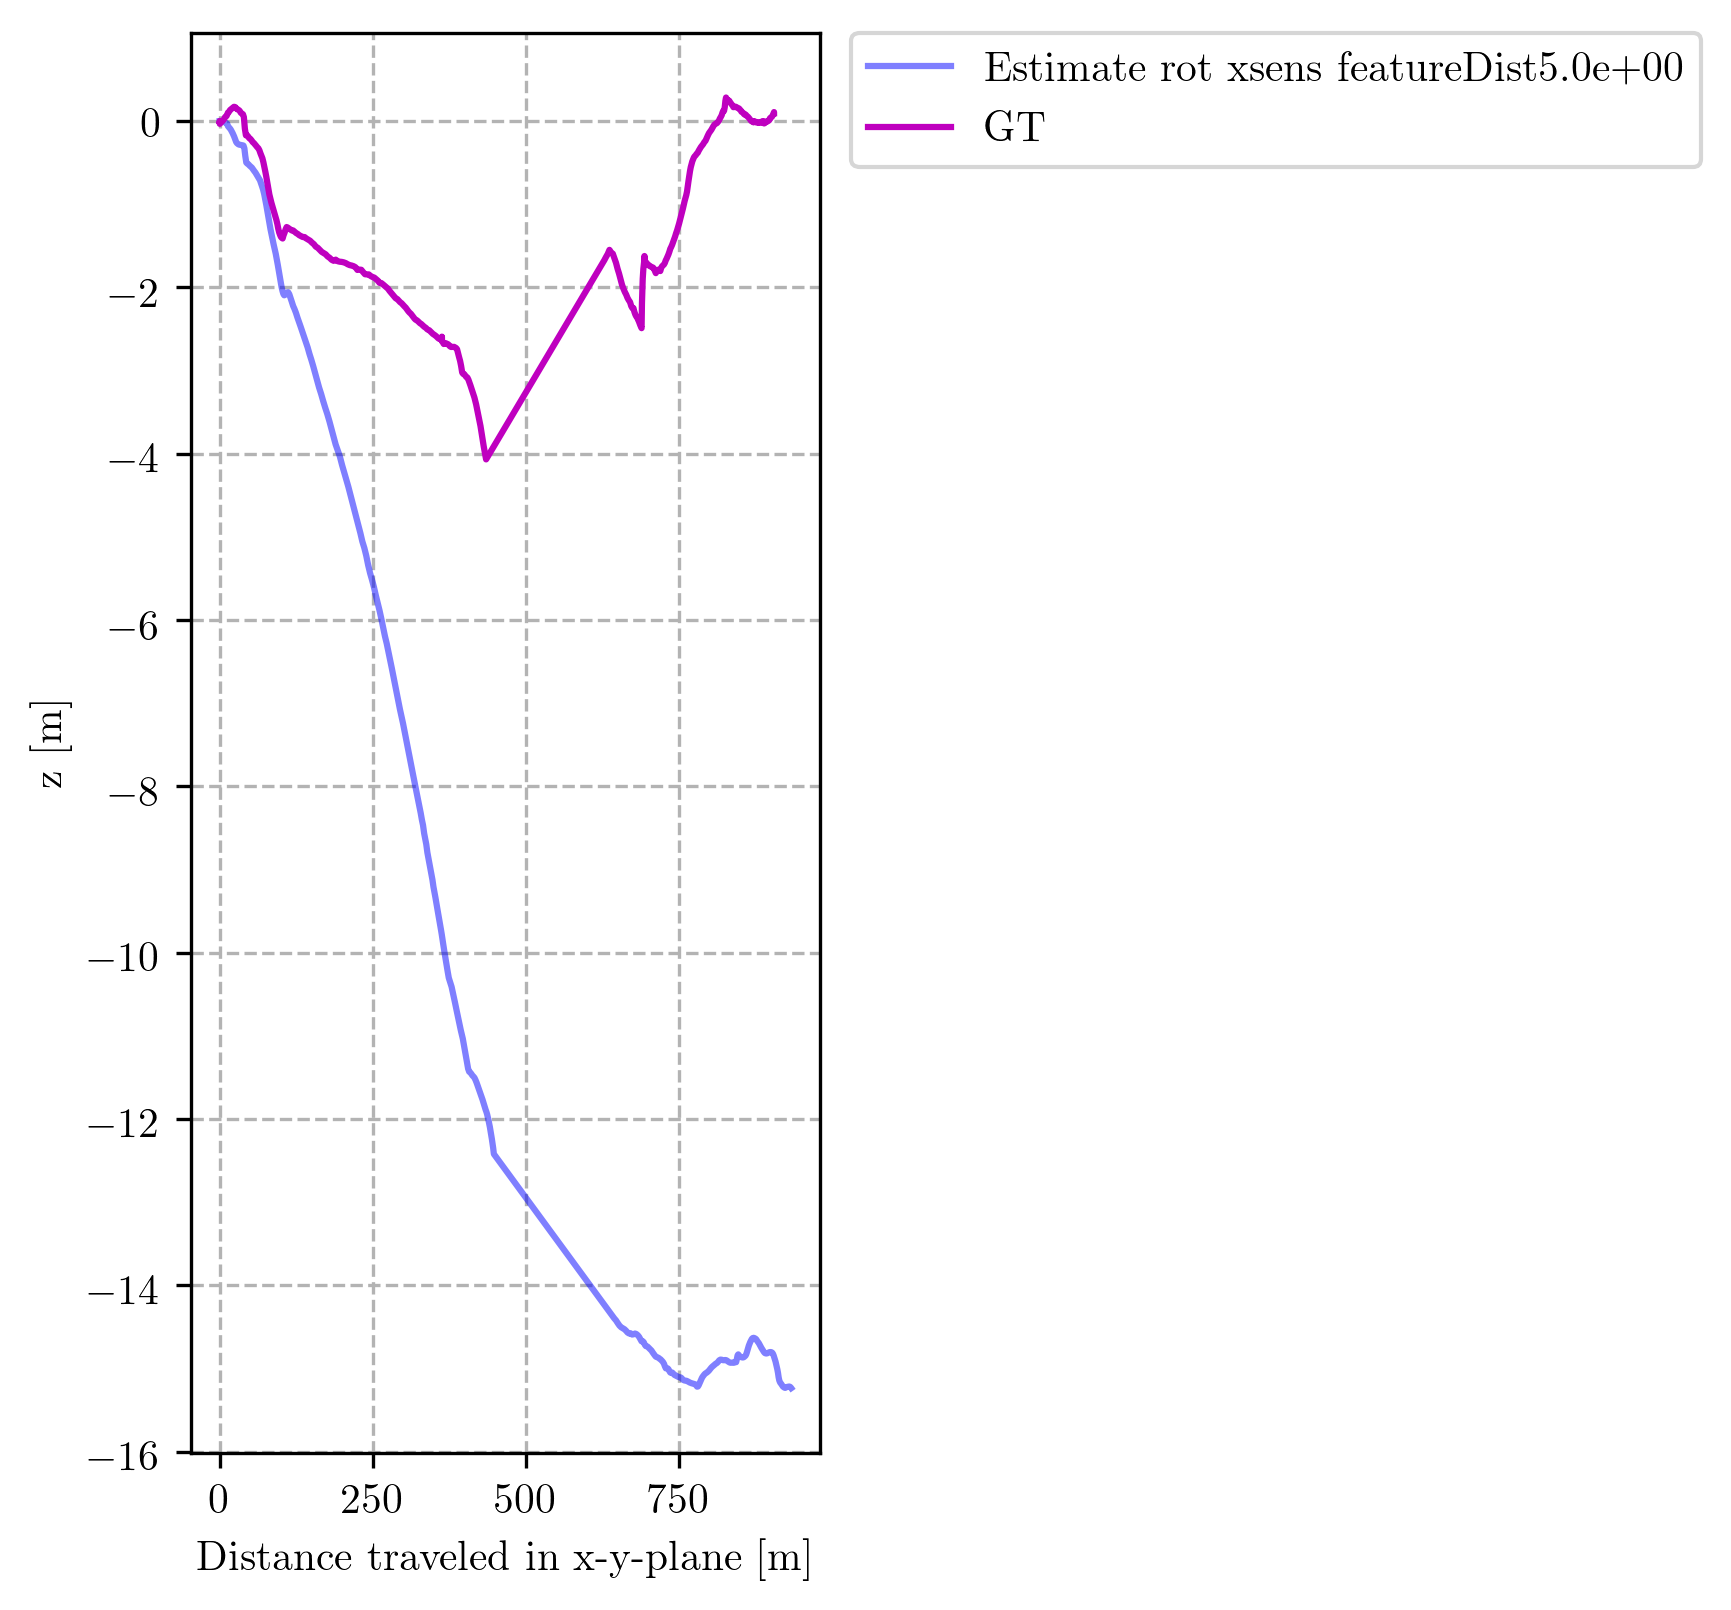 Estimate rot xsens featureDist5.0e+00
GT
0
−2
−4
−6
−8
−10
−12
−14
−16
z [m]
0 250 500 750
Distance traveled in x-y-plane [m]